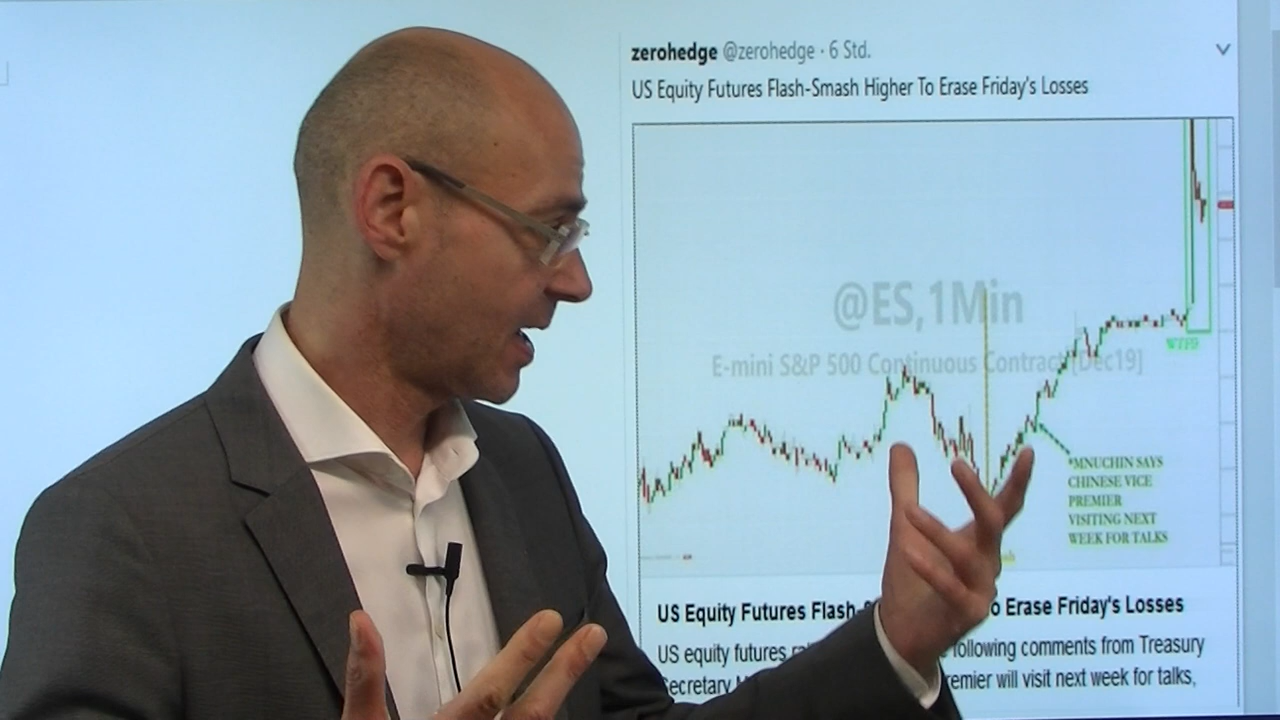 zerohedge @zerohedge · 6 Std.
US Equity Futures Flash-Smash Higher To Erase Friday's Losses
@ES,1Min
E-mini S&P 500 Continuous Contract [Dec19]
WTFD
*MNUCHIN SAYS
CHINESE VICE
PREMIER
VISITING NEXT
WEEK FOR TALKS
US Equity Futures Flash- o Erase Friday's Losses
US equity futures following comments from Treasury
Secretary remier will visit next week for talks,